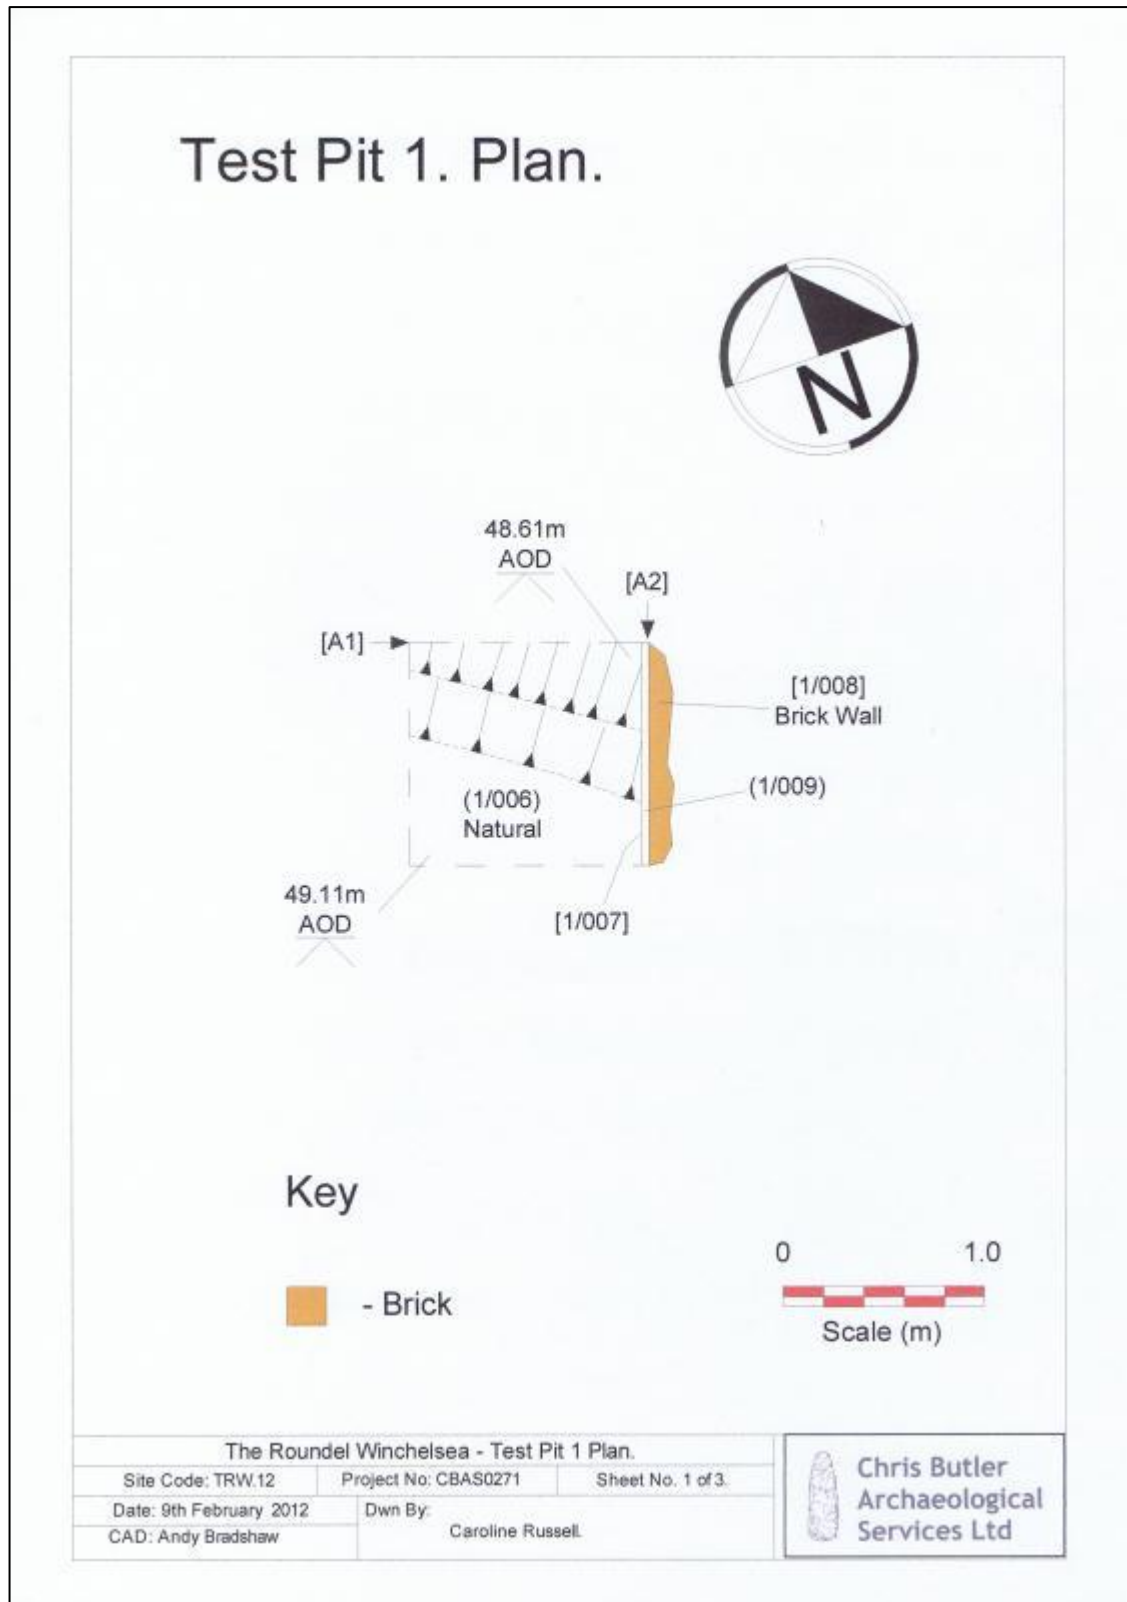 Test Pit 1. Plan.
N
48.61m
AOD
[A2]
[A1]
[1/008]
Brick Wall
(1/009)
(1/006)
Natural
49.11m
AOD
[1/007]
Key
- Brick
0 1.0
Scale (m)
The Roundel Winchelsea - Test Pit 1 Plan.
Site Code: TRW.12 Project No: CBAS0271 Sheet No. 1 of 3.
Date: 9th February 2012 Dwn By:
Caroline Russell.
CAD: Andy Bradshaw
Chris Butler
Archaeological
Services Ltd